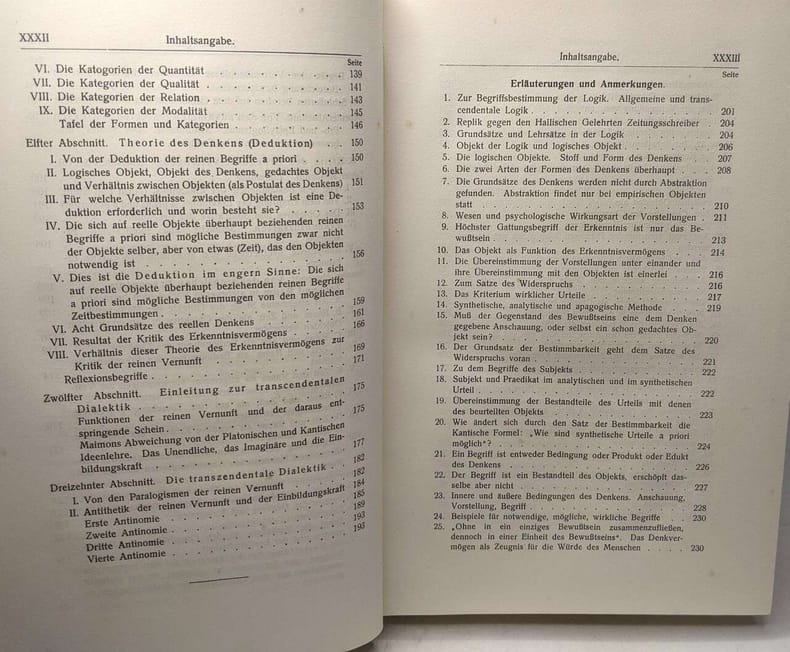 XXXII Inhaltsangabe.
Seite
VI. Die Katogorien der Quantität . . . . . . . . . 139
VII. Die Kategorien der Qualität . . . . . . . . . 141
VIII. Die Kategorien der Relation . . . . . . . . . 143
IX. Die Kategorien der Modalität . . . . . . . . . 145
Tafel der Formen und Kategorien . . . . . . . . 146
Elfter Abschnitt. Theorie des Denkens (Deduktion) . . 150
I. Von der Deduktion der reinen Begriffe a priori . . . . 150
II. Logisches Objekt, Objekt des Denkens, gedachtes Objekt
und Verhältnis zwischen Objekten (als Postulat des Denkens) 151
III. Für welche Verhältnisse zwischen Objekten ist eine De-
duktion erforderlich und worin besteht sie? . . . . . . 153
IV. Die sich auf reelle Objekte überhaupt beziehenden reinen
Begriffe a priori sind mögliche Bestimmungen zwar nicht
der Objekte selber, aber von etwas (Zeit), das den Objekten
notwendig ist . . . . . . . . . . . . 156
V. Dies ist die Deduktion im engern Sinne: Die sich
auf reelle Objekte überhaupt beziehenden reinen Begriffe
a priori sind mögliche Bestimmungen von den möglichen
Zeitbestimmungen . . . . . . . . . . . 159
VI. Acht Grundsätze des reellen Denkens . . . . . . 161
VII. Resultat der Kritik des Erkenntnisvermögens . . . . 166
VIII. Verhältnis dieser Theorie des Erkenntnisvermögens zur
Kritik der reinen Vernunft . . . . . . . . . 169
Reflexionsbegriffe . . . . . . . . . . . 171
Zwölfter Abschnitt. Einleitung zur transcendentalen
Dialektik . . . . . . . . . . . . . 175
Funktionen der reinen Vernunft und der daraus ent-
springende Schein . . . . . . . . . . . 175
Maimons Abweichung von der Platonischen und Kantischen
Ideenlehre. Das Unendliche, das Imaginäre und die Ein-
bildungskraft . . . . . . . . . . . . 177
Dreizehnter Abschnitt. Die transzendentale Dialektik . . 182
I. Von den Paralogismen der reinen Vernunft . . . . . 182
II. Antithetik der reinen Vernunft und der Einbildungskraft 184
Erste Antinomie . . . . . . . . . . . 185
Zweite Antinomie . . . . . . . . . . . 189
Dritte Antinomie . . . . . . . . . . . 193
Vierte Antinomie . . . . . . . . . . . 193
Inhaltsangabe. XXXIII
Seite
Erläuterungen und Anmerkungen.
1. Zur Begriffsbestimmung der Logik. Allgemeine und trans-
cendentale Logik . . . . . . . . . . . 201
2. Replik gegen den Hallischen Gelehrten Zeitungsschreiber . 204
3. Grundsätze und Lehrsätze in der Logik . . . . . . 204
4. Objekt der Logik und logisches Objekt . . . . . . 206
5. Die logischen Objekte. Stoff und Form des Denkens . . 207
6. Die zwei Arten der Formen des Denkens überhaupt . . 208
7. Die Grundsätze des Denkens werden nicht durch Abstraktion
gefunden. Abstraktion findet nur bei empirischen Objekten
statt . . . . . . . . . . . . . . 210
8. Wesen und psychologische Wirkungsart der Vorstellungen . 211
9. Höchster Gattungsbegriff der Erkenntnis ist nur das Be-
wußtsein . . . . . . . . . . . . . 213
10. Das Objekt als Funktion des Erkenntnisvermögens . . . 214
11. Die Übereinstimmung der Vorstellungen unter einander und
ihre Übereinstimmung mit den Objekten ist einerlei . . . 216
12. Zum Satze des Widerspruchs . . . . . . . . 216
13. Das Kriterium wirklicher Urteile . . . . . . . 217
14. Synthetische, analytische und apagogische Methode . . . 219
15. Muß der Gegenstand des Bewußtseins eine dem Denken
gegebene Anschauung, oder selbst ein schon gedachtes Ob-
jekt sein? . . . . . . . . . . . . 220
16. Der Grundsatz der Bestimmbarkeit geht dem Satze des
Widerspruchs voran . . . . . . . . . . 221
17. Zu dem Begriffe des Subjekts . . . . . . . . 222
18. Subjekt und Praedikat im analytischen und im synthetischen
Urteil . . . . . . . . . . . . . 222
19. Übereinstimmung der Bestandteile des Urteils mit denen
des beurteilten Objekts . . . . . . . . . 223
20. Wie ändert sich durch den Satz der Bestimmbarkeit die
Kantische Formel: „Wie sind synthetische Urteile a priori
möglich"? . . . . . . . . . . . . 224
21. Ein Begriff ist entweder Bedingung oder Produkt oder Edukt
des Denkens . . . . . . . . . . . . 226
22. Der Begriff ist ein Bestandteil des Objekts, erschöpft das-
selbe aber nicht . . . . . . . . . . . 227
23. Innere und äußere Bedingungen des Denkens. Anschauung,
Vorstellung, Begriff . . . . . . . . . . 228
24. Beispiele für notwendige, mögliche, wirkliche Begriffe . . 230
25. „Ohne in ein einziges Bewußtsein zusammenzufließen,
dennoch in einer Einheit des Bewußtseins". Das Denkver-
mögen als Zeugnis für die Würde des Menschen . . . . 230